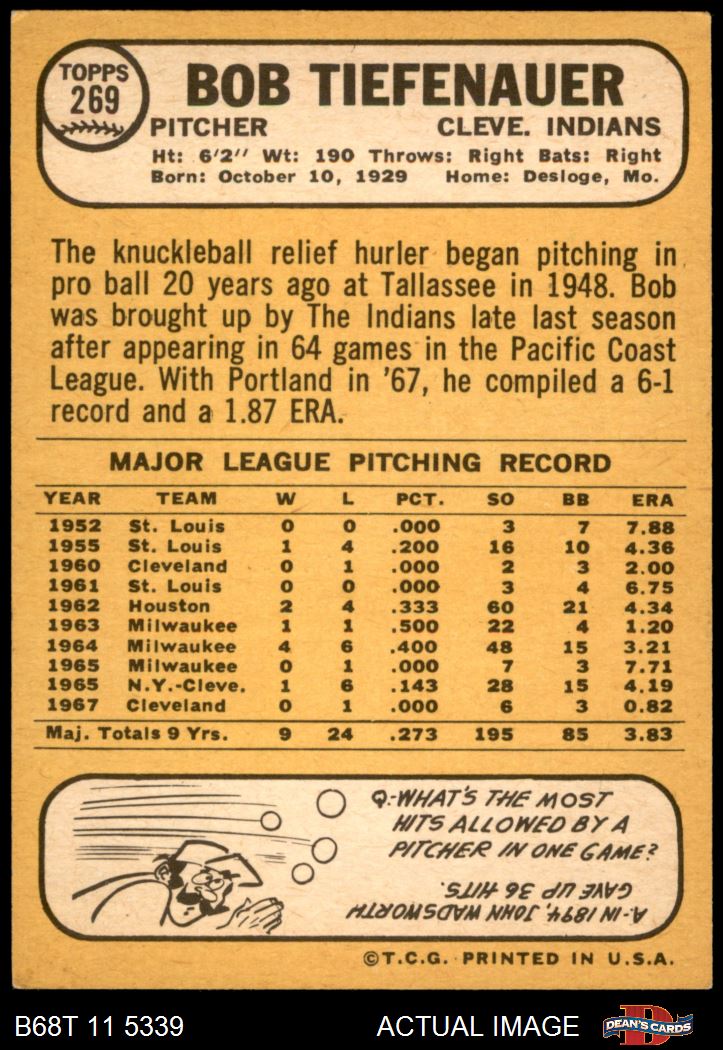 TOPPS
269
BOB TIEFENAUER
PITCHER CLEVE. INDIANS
Ht: 6'2" Wt: 190 Throws: Right Bats: Right
Born: October 10, 1929 Home: Desloge, Mo.
The knuckleball relief hurler began pitching in
pro ball 20 years ago at Tallassee in 1948. Bob
was brought up by The Indians late last season
after appearing in 64 games in the Pacific Coast
League. With Portland in '67, he compiled a 6-1
record and a 1.87 ERA.
MAJOR LEAGUE PITCHING RECORD
YEAR TEAM W L PCT. SO BB ERA
1952 St. Louis 0 0 .000 3 7 7.88
1955 St. Louis 1 4 .200 16 10 4.36
1960 Cleveland 0 1 .000 2 3 2.00
1961 St. Louis 0 0 .000 3 4 6.75
1962 Houston 2 4 .333 60 21 4.34
1963 Milwaukee 1 1 .500 22 4 1.20
1964 Milwaukee 4 6 .400 48 15 3.21
1965 Milwaukee 0 1 .000 7 3 7.71
1965 N.Y.-Cleve. 1 6 .143 28 15 4.19
1967 Cleveland 0 1 .000 6 3 0.82
Maj. Totals 9 Yrs. 9 24 .273 195 85 3.83
Q.-WHAT'S THE MOST
HITS ALLOWED BY A
PITCHER IN ONE GAME?
A-IN 1894, JOHN WADSWORTH
GAVE UP 36 HITS.
©T.C.G. PRINTED IN U.S.A.
B68T 11 5339 ACTUAL IMAGE
DEAN'S CARDS